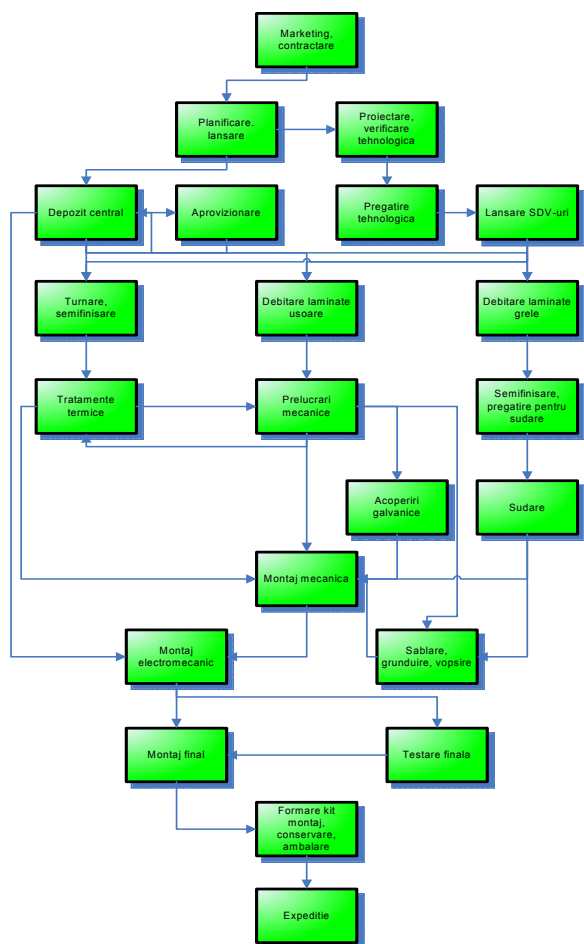 Marketing,
contractare
Planificare.
lansare
Proiectare,
verificare
tehnologica
Depozit central
Aprovizionare
Pregatire
tehnologica
Lansare SDV-uri
Turnare,
semifinisare
Debitare laminate
usoare
Debitare laminate
grele
Tratamente
termice
Prelucrari
mecanice
Semifinisare,
pregatire pentru
sudare
Acoperiri
galvanice
Sudare
Montaj mecanica
Montaj
electromecanic
Sablare,
grunduire, vopsire
Montaj final
Testare finala
Formare kit
montaj,
conservare,
ambalare
Expeditie